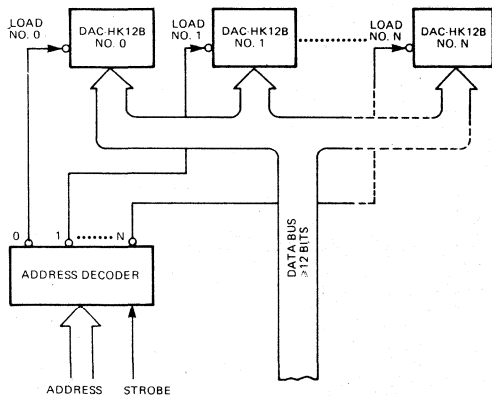 LOAD
NO. 0
DAC-HK12B
NO. 0
LOAD
NO. 1
DAC-HK12B
NO. 1
LOAD
NO. N
DAC-HK12B
NO. N
0
1
N
ADDRESS DECODER
DATA BUS
≥12 BITS
ADDRESS
STROBE